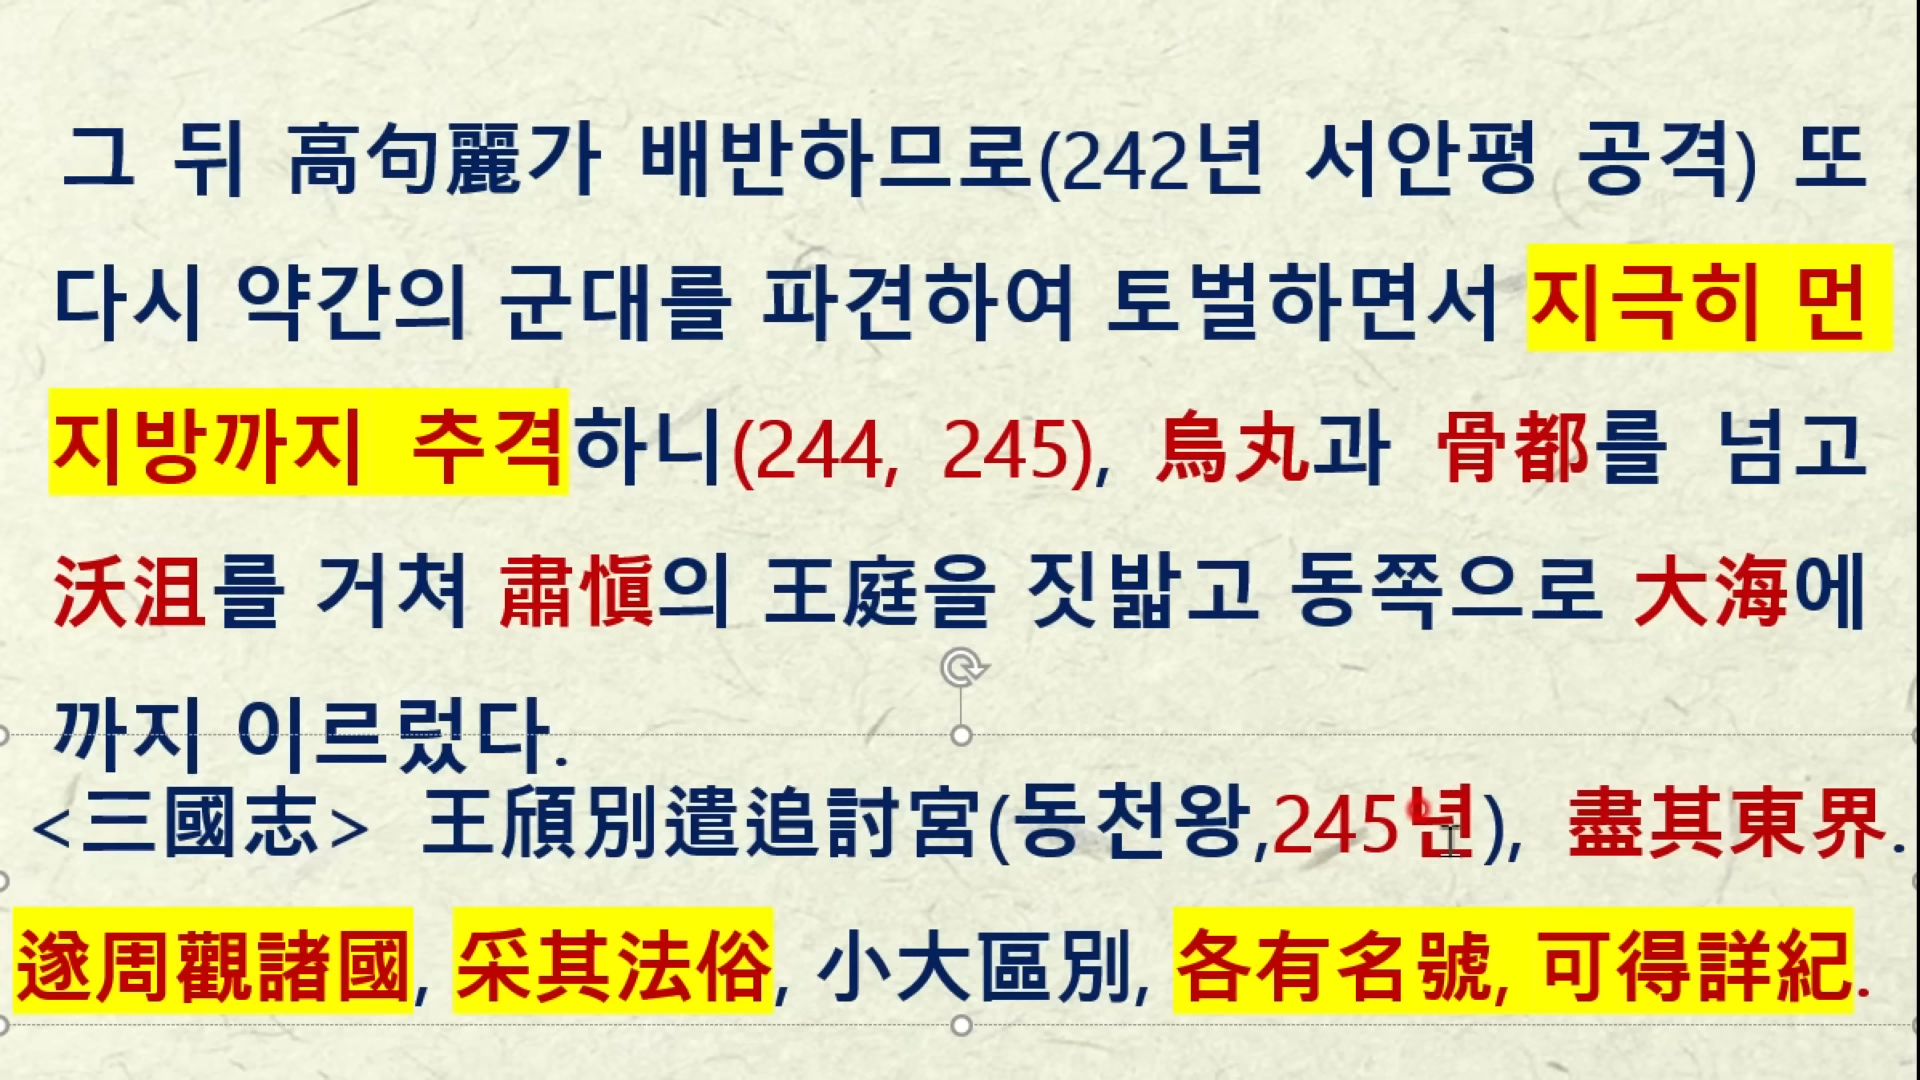 그 뒤 高句麗가 배반하므로(242년 서안평 공격) 또
다시 약간의 군대를 파견하여 토벌하면서 지극히 먼
지방까지 추격하니(244, 245), 烏丸과 骨都를 넘고
沃沮를 거쳐 肅愼의 王庭을 짓밟고 동쪽으로 大海에
까지 이르렀다.
<三國志> 王頎別遣追討宮(동천왕,245년), 盡其東界.
遂周觀諸國, 采其法俗, 小大區別, 各有名號, 可得詳紀.